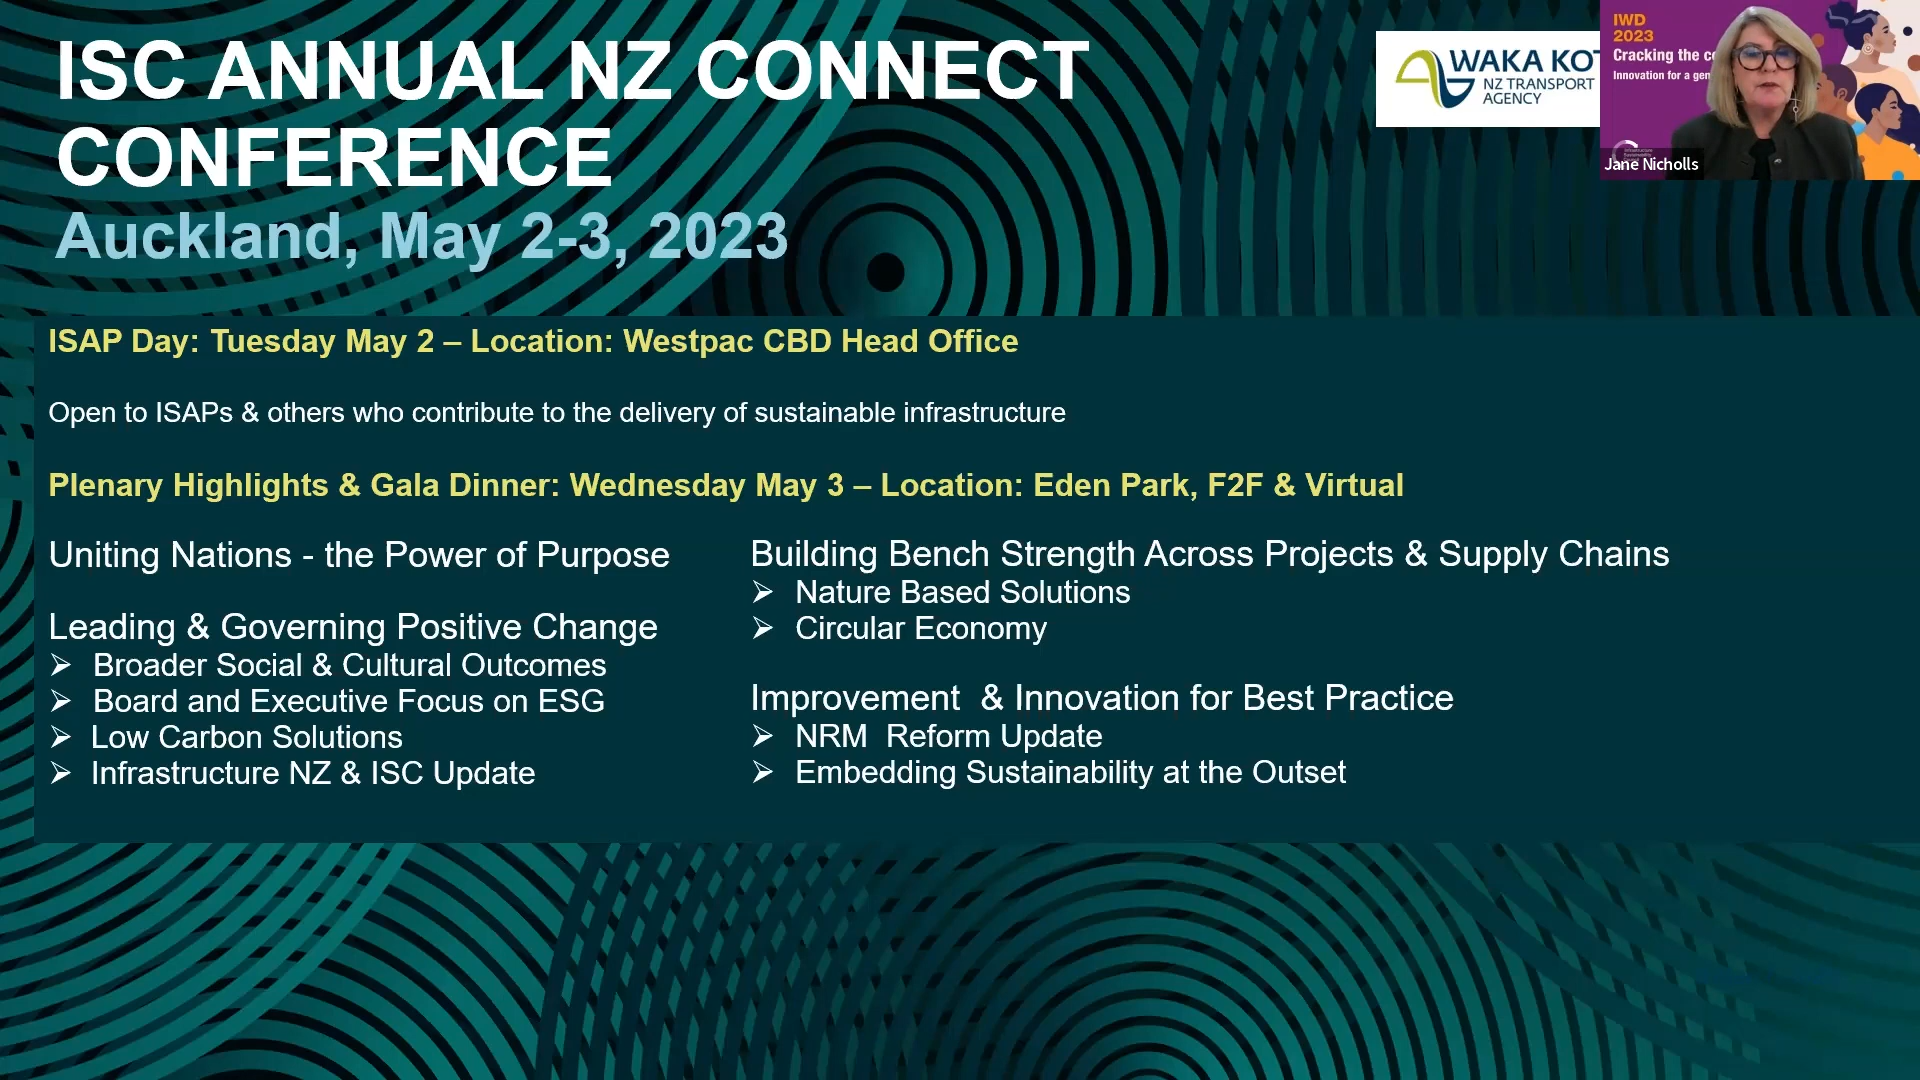 ISC ANNUAL NZ CONNECT
CONFERENCE
Auckland, May 2-3, 2023
WAKA KOT
NZ TRANSPORT
AGENCY
IWD
2023
Cracking the
Innovation for a
Jane Nicholls
ISAP Day: Tuesday May 2 – Location: Westpac CBD Head Office
Open to ISAPs & others who contribute to the delivery of sustainable infrastructure
Plenary Highlights & Gala Dinner: Wednesday May 3 – Location: Eden Park, F2F & Virtual
Uniting Nations - the Power of Purpose
Leading & Governing Positive Change
➢ Broader Social & Cultural Outcomes
➢ Board and Executive Focus on ESG
➢ Low Carbon Solutions
➢ Infrastructure NZ & ISC Update
Building Bench Strength Across Projects & Supply Chains
➢ Nature Based Solutions
➢ Circular Economy
Improvement  & Innovation for Best Practice
➢ NRM  Reform Update
➢ Embedding Sustainability at the Outset